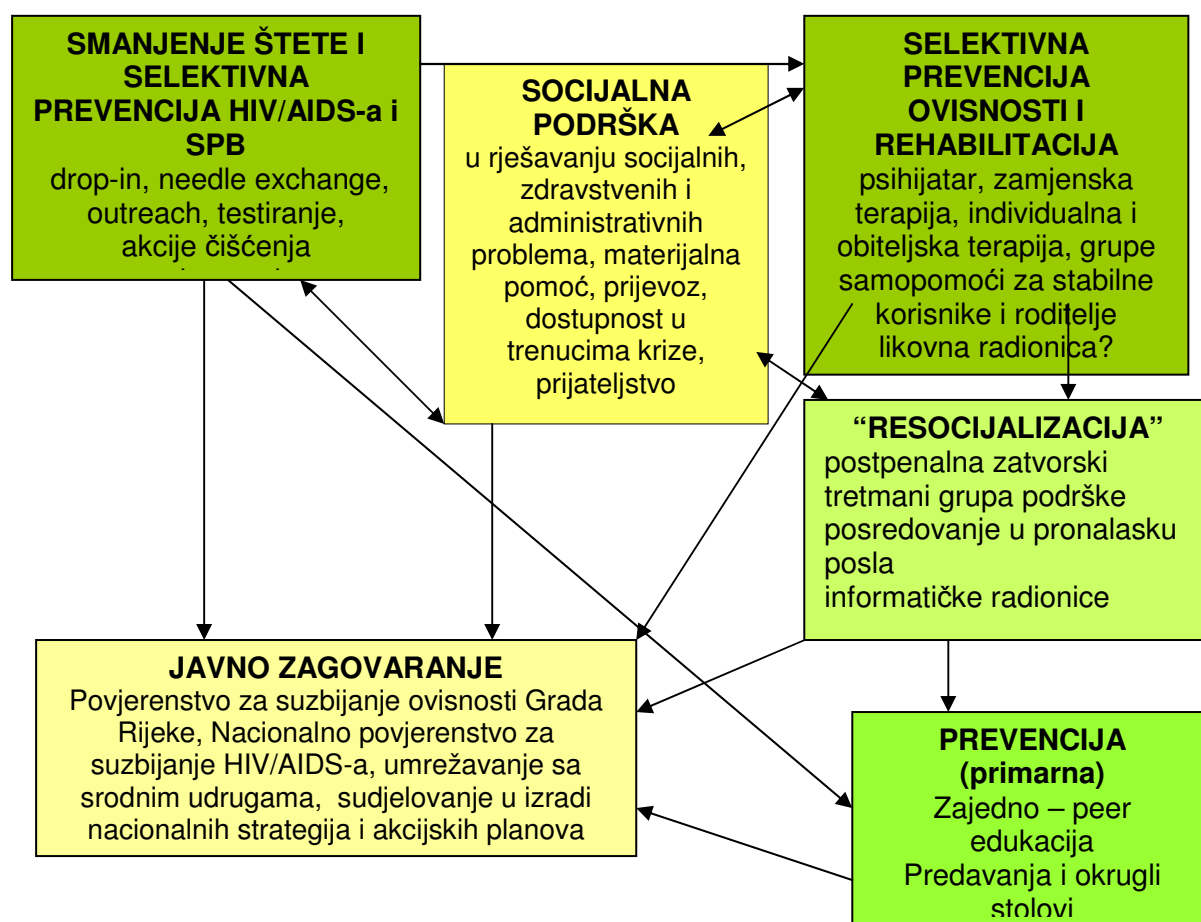 SMANJENJE ŠTETE I
SELEKTIVNA
PREVENCIJA HIV/AIDS-a i
SPB
drop-in, needle exchange,
outreach, testiranje,
akcije čišćenja
SOCIJALNA
PODRŠKA
u rješavanju socijalnih,
zdravstvenih i
administrativnih
problema, materijalna
pomoć, prijevoz,
dostupnost u
trenucima krize,
prijateljstvo
SELEKTIVNA
PREVENCIJA
OVISNOSTI I
REHABILITACIJA
psihijatar, zamjenska
terapija, individualna i
obiteljska terapija, grupe
samopomoći za stabilne
korisnike i roditelje
likovna radionica?
“RESOCIJALIZACIJA”
postpenalna zatvorski
tretmani grupa podrške
posredovanje u pronalasku
posla
informatičke radionice
JAVNO ZAGOVARANJE
Povjerenstvo za suzbijanje ovisnosti Grada
Rijeke, Nacionalno povjerenstvo za
suzbijanje HIV/AIDS-a, umrežavanje sa
srodnim udrugama, sudjelovanje u izradi
nacionalnih strategija i akcijskih planova
PREVENCIJA
(primarna)
Zajedno – peer
edukacija
Predavanja i okrugli
stolovi